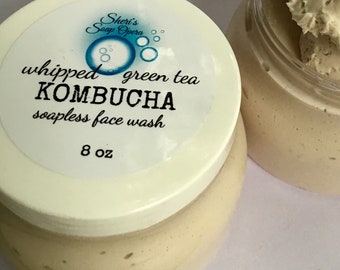 Sheri's
Soap Opera
whipped green tea
KOMBUCHA
soapless face wash
8 oz